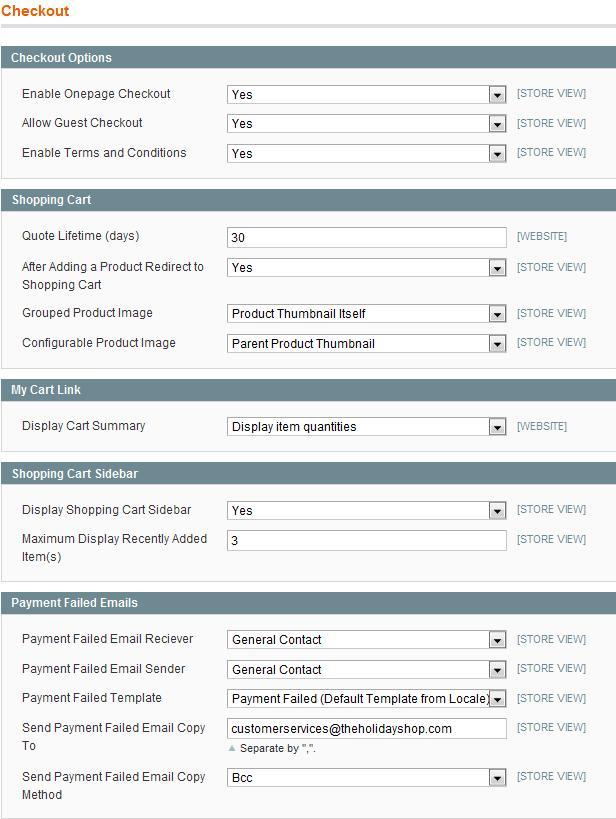 Checkout
Checkout Options
Enable Onepage Checkout Yes [STORE VIEW]
Allow Guest Checkout Yes [STORE VIEW]
Enable Terms and Conditions Yes [STORE VIEW]
Shopping Cart
Quote Lifetime (days) 30 [WEBSITE]
After Adding a Product Redirect to Yes [STORE VIEW]
Shopping Cart
Grouped Product Image Product Thumbnail Itself [STORE VIEW]
Configurable Product Image Parent Product Thumbnail [STORE VIEW]
My Cart Link
Display Cart Summary Display item quantities [WEBSITE]
Shopping Cart Sidebar
Display Shopping Cart Sidebar Yes [STORE VIEW]
Maximum Display Recently Added 3 [STORE VIEW]
Item(s)
Payment Failed Emails
Payment Failed Email Reciever General Contact [STORE VIEW]
Payment Failed Email Sender General Contact [STORE VIEW]
Payment Failed Template Payment Failed (Default Template from Locale) [STORE VIEW]
Send Payment Failed Email Copy customerservices@theholidayshop.com [STORE VIEW]
To Separate by ",".
Send Payment Failed Email Copy Bcc [STORE VIEW]
Method